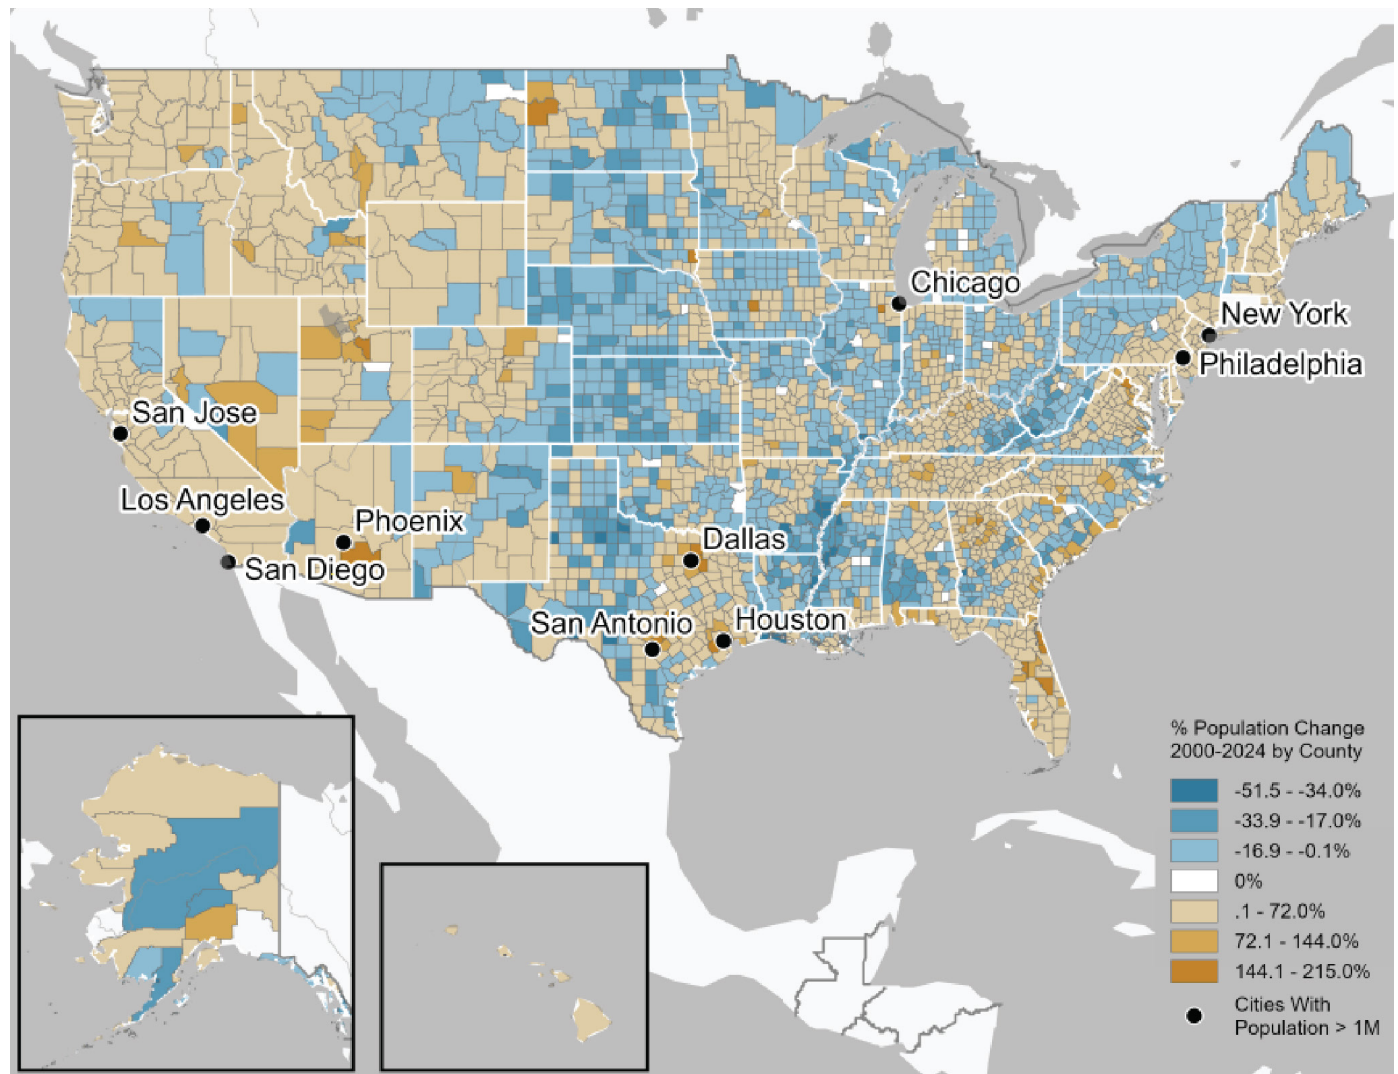 Chicago
New York
Philadelphia
San Jose
Los Angeles
Phoenix
San Diego
Dallas
San Antonio
Houston
% Population Change
2000-2024 by County
-51.5 - -34.0%
-33.9 - -17.0%
-16.9 - -0.1%
0%
.1 - 72.0%
72.1 - 144.0%
144.1 - 215.0%
Cities With
Population > 1M